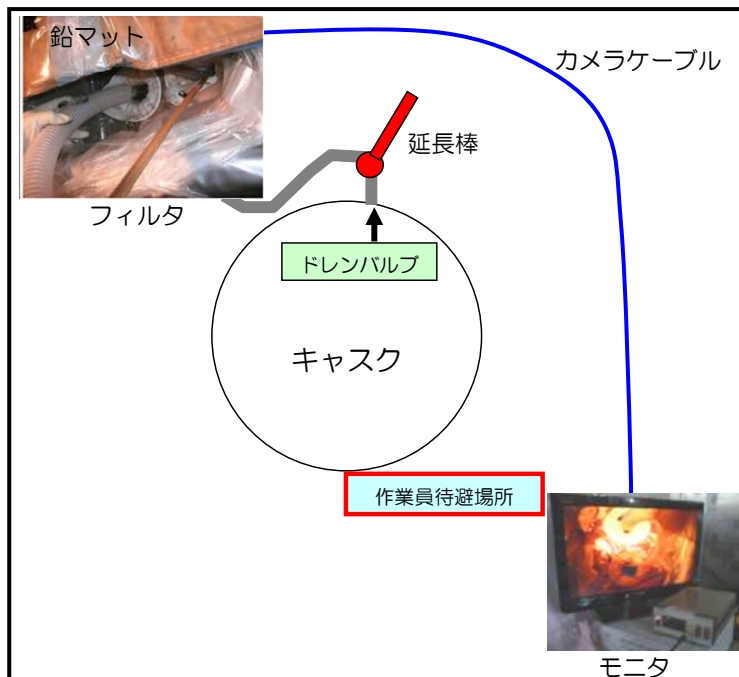 鉛マット
カメラケーブル
延長棒
フィルタ
ドレンバルブ
キャスク
作業員待避場所
モニタ